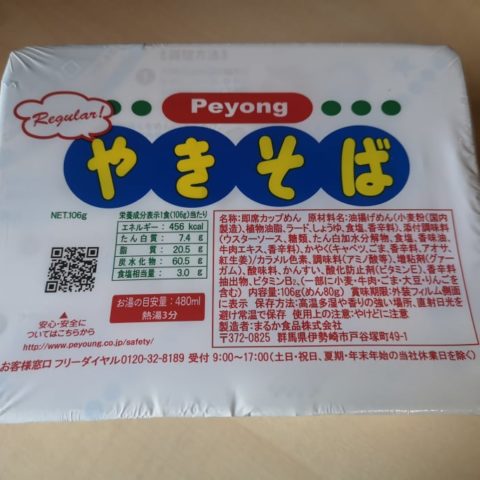 Peyong
Regular!
やきそば
NET.106g
栄養成分表示1食(106g)当たり
エネルギー: 456 kcal
たん白質: 7.4 g
脂質: 20.5 g
炭水化物: 60.5 g
食塩相当量: 3.0 g
お湯の目安量:480ml
熱湯3分
名称:即席カップめん 原材料名:油揚げめん(小麦粉(国内
製造)、植物油脂、ラード、しょうゆ、食塩、香辛料)、添付調味料
(ウスターソース、糖類、たん白加水分解物、食塩、香味油、
牛肉エキス、香辛料)、かやく(キャベツ、ごま、香辛料、アオサ、
紅生姜)/カラメル色素、調味料(アミノ酸等)、増粘剤(グァー
ガム)、酸味料、かんすい、酸化防止剤(ビタミンE)、香辛料
抽出物、ビタミンB2、(一部に小麦・牛肉・ごま・大豆・りんごを
含む) 内容量:106g(めん80g) 賞味期限:外装フィルム側面
に表示 保存方法:高温多湿や香りの強い場所、直射日光を
避け常温で保存 使用上の注意:やけどに注意
製造者:まるか食品株式会社
〒372-0825 群馬県伊勢崎市戸谷塚町49-1
安心・安全に
ついてはこちらから
http://www.peyoung.co.jp/safety/
お客様窓口 フリーダイヤル0120-32-8189 受付 9:00〜17:00(土・日・祝日、夏期・年末年始の当社休業日を除く)